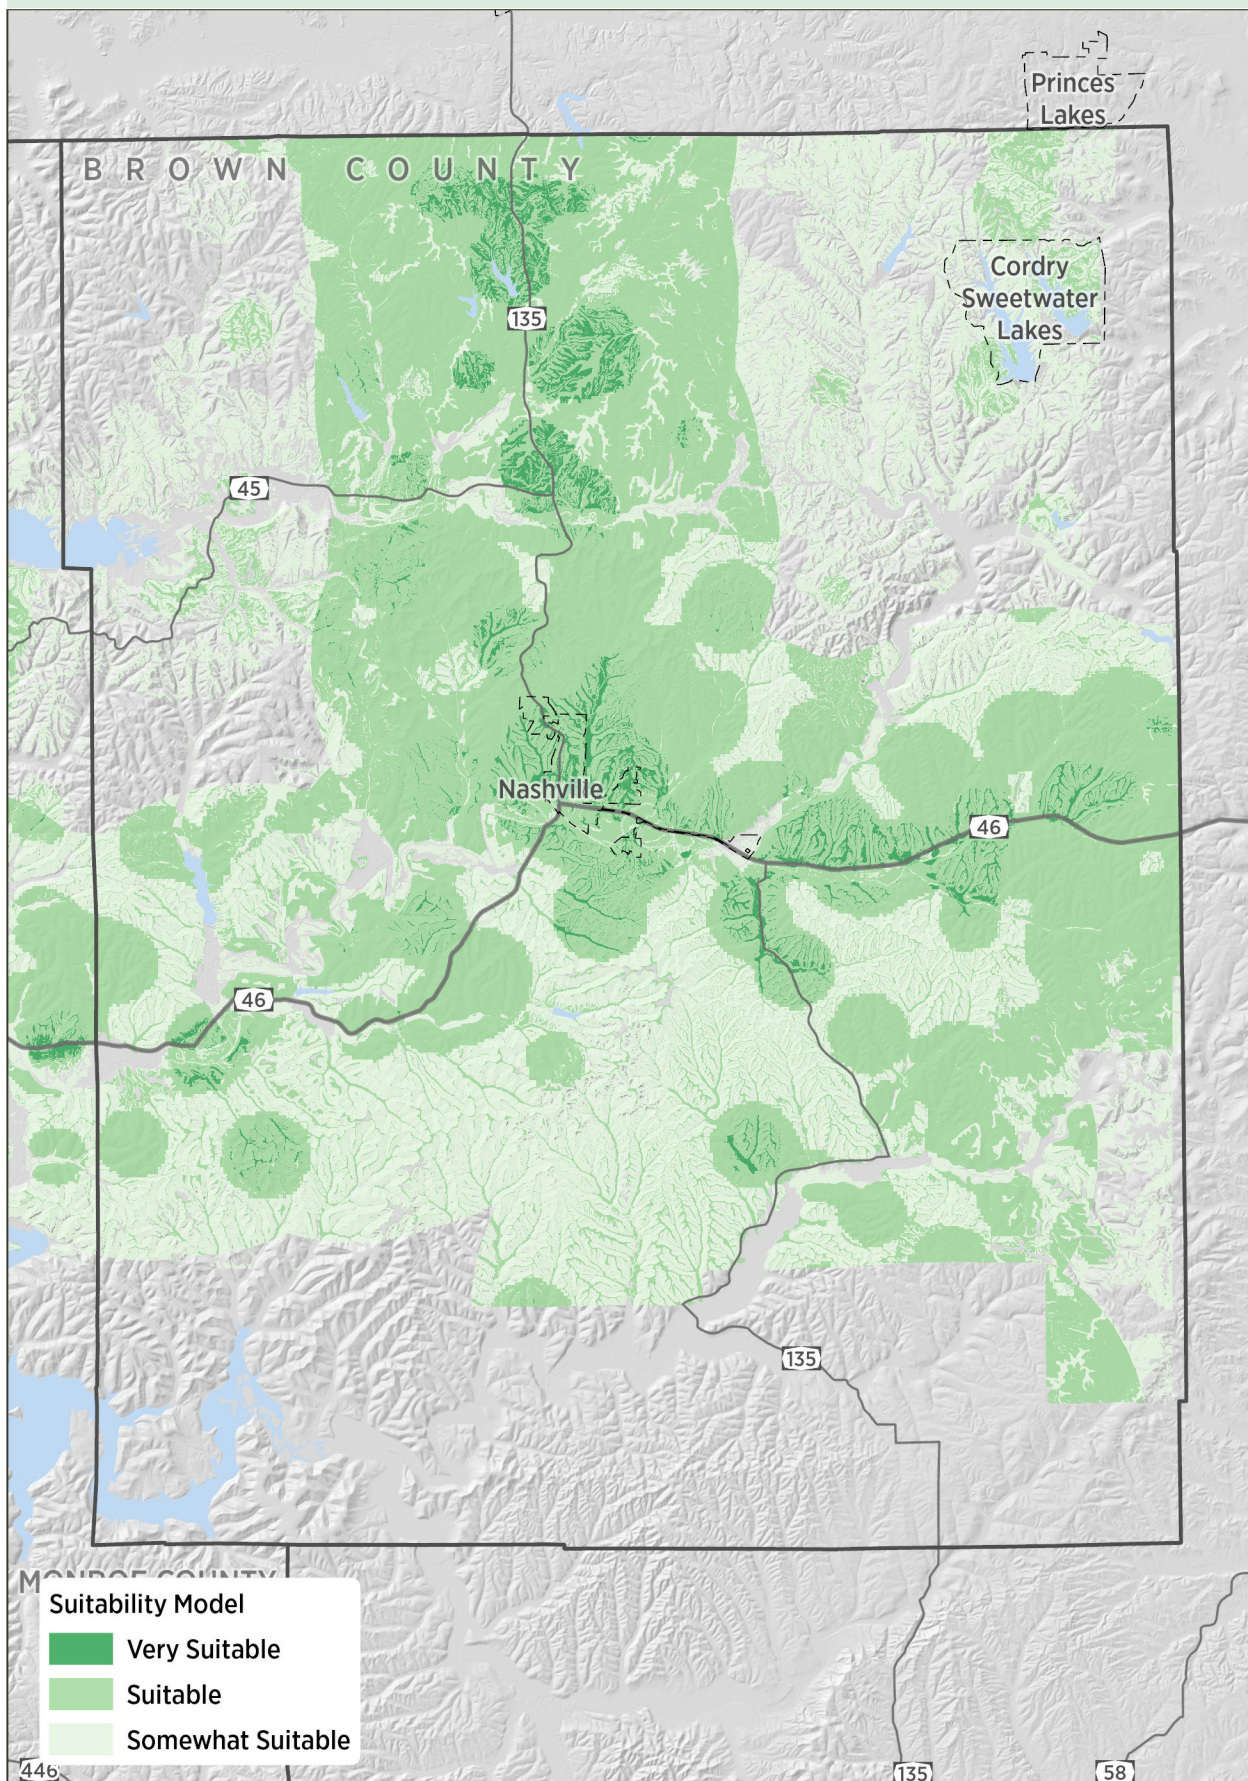 Princes
Lakes
BROWN COUNTY
Cordry
Sweetwater
Lakes
135
45
Nashville
46
46
135
MONROE COUNTY
Suitability Model
Very Suitable
Suitable
Somewhat Suitable
446
135
58